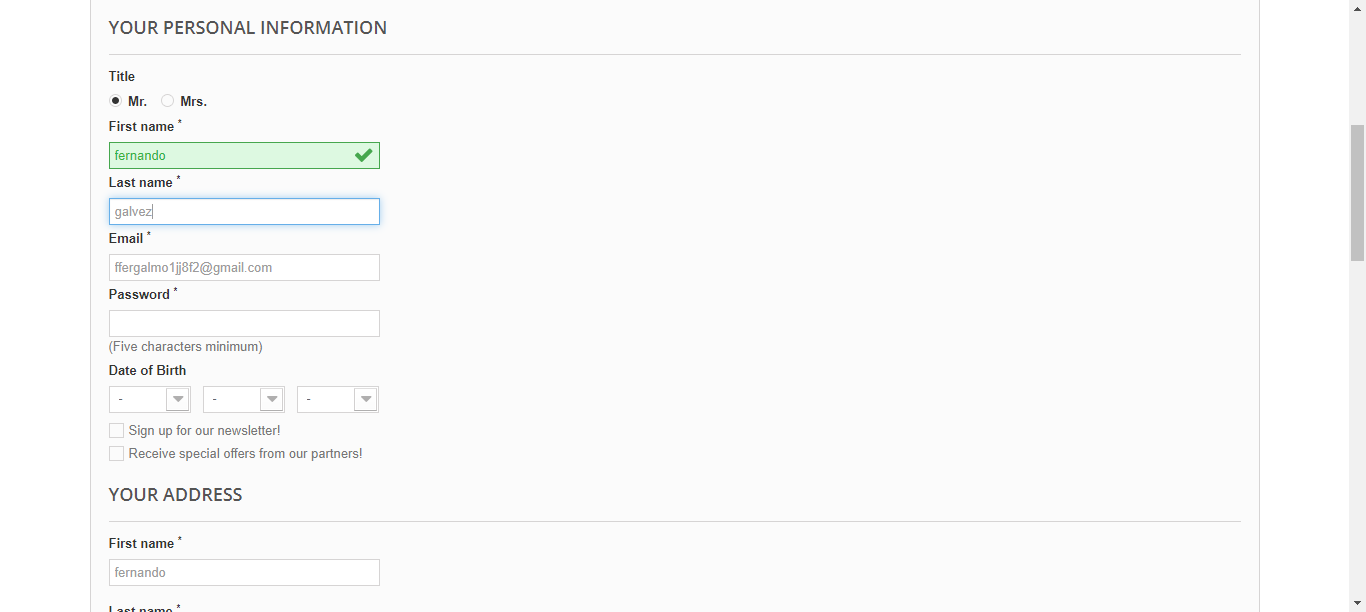 YOUR PERSONAL INFORMATION
Title
Mr. Mrs.
First name *
fernando
Last name *
galvez
Email *
ffergalmo1jj8f2@gmail.com
Password *
(Five characters minimum)
Date of Birth
- - -
Sign up for our newsletter!
Receive special offers from our partners!
YOUR ADDRESS
First name *
fernando
Last name *